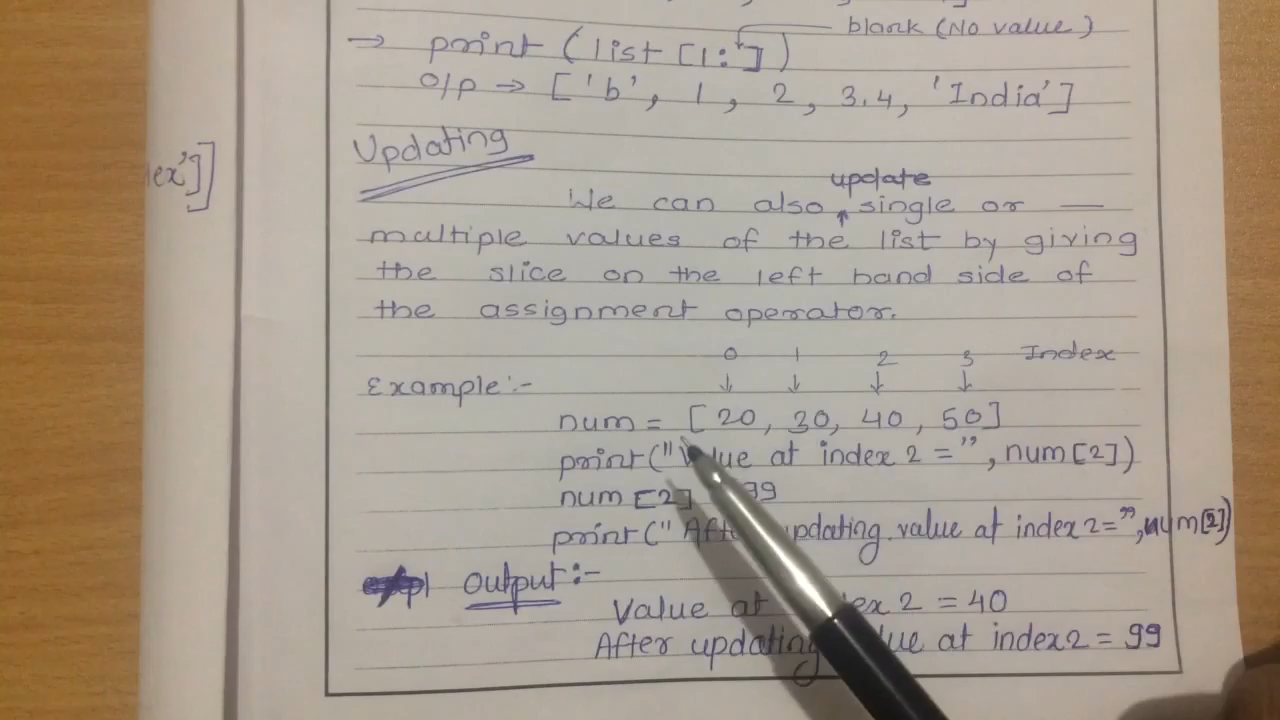 blank (No value)
→ print (list [1:])
O/p → ['b', 1, 2, 3.4, 'India']
ex']]
Updating
update
We can also single or
multiple values of the list by giving
the slice on the left hand side of
the assignment operator.
0 1 2 3 Index
Example:-
num = [20, 30, 40, 50]
print("Value at index 2 =", num[2])
num [2] 99
print("After updating value at index2=", num[2])
Output:-
Value at index 2 = 40
After updating value at index2 = 99